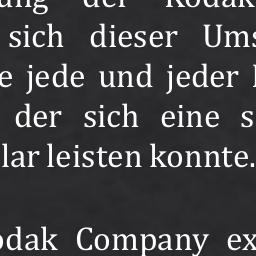 ung der Kodak
sich dieser Ums
e jede und jeder
der sich eine s
lar leisten konnte.
odak Company ex